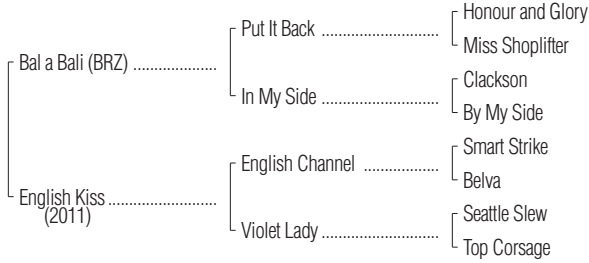 Honour and Glory
Put It Back ..............................
Miss Shoplifter
Bal a Bali (BRZ) .....................
Clackson
In My Side ..............................
By My Side
Smart Strike
English Channel ...................
Belva
English Kiss ...........................
(2011)
Seattle Slew
Violet Lady ..............................
Top Corsage